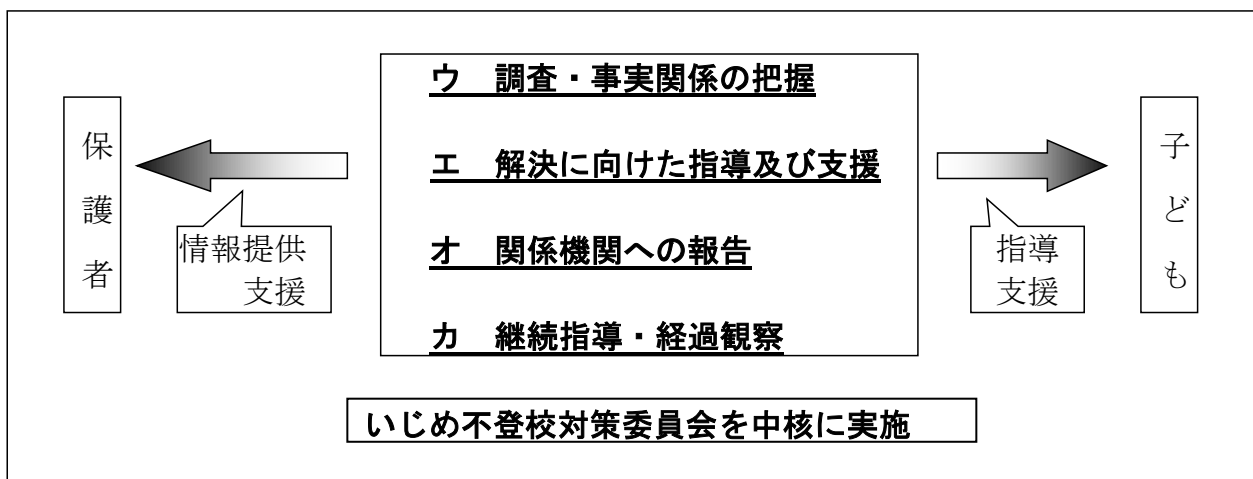 保護者
情報提供
支援
ウ 調査・事実関係の把握
エ 解決に向けた指導及び支援
オ 関係機関への報告
カ 継続指導・経過観察
指導
支援
子ども
いじめ不登校対策委員会を中核に実施